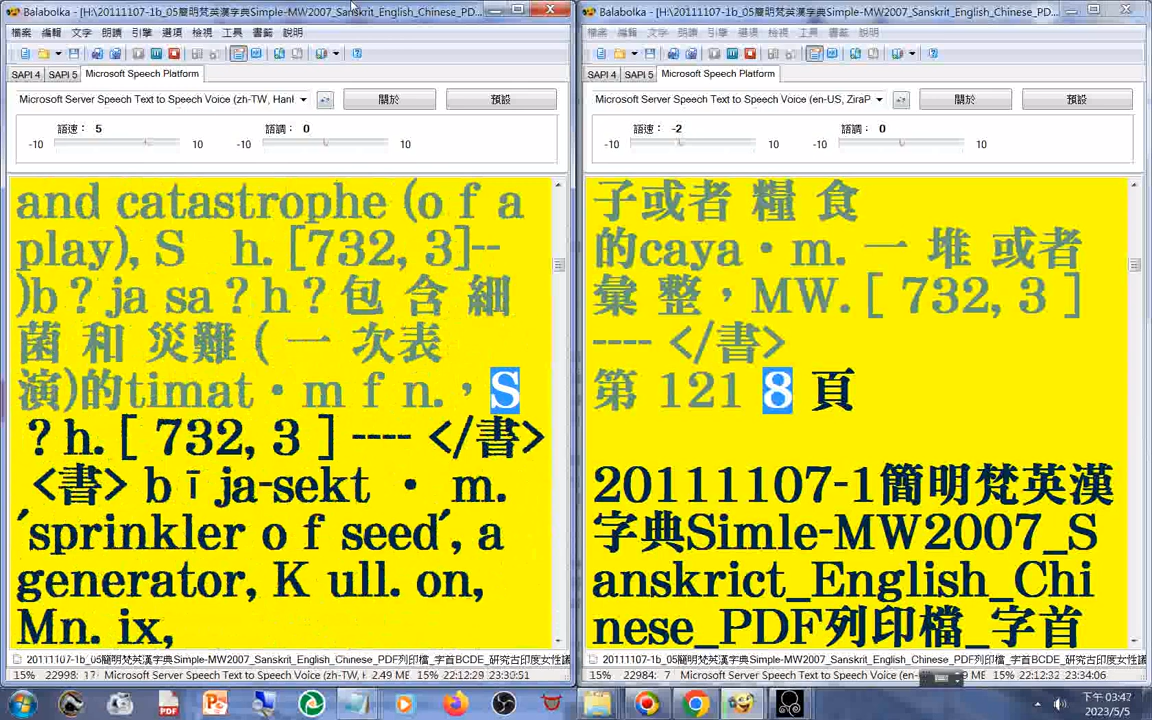 Balabolka - [H:\20111107-1b_05簡明梵英漢字典Simple-MW2007_Sanskrit_English_Chinese_PD...
檔案 編輯 文字 朗讀 引擎 選項 檢視 工具 書籤 說明
SAPI 4 SAPI 5 Microsoft Speech Platform
Microsoft Server Speech Text to Speech Voice (zh-TW, Hanl
關於 預設
語速： 5 語調： 0
-10 10 -10 10
and catastrophe (o f a
play), S h. [732, 3]--
)b ? ja sa ? h ? 包 含 細
菌 和 災難 ( 一 次表
演)的timat・m f n.，S
? h. [ 732, 3 ] ---- </書>
<書> b ī ja-sekt ・ m.
'sprinkler o f seed', a
generator, K ull. on,
Mn. ix,
20111107-1b_05簡明梵英漢字典Simple-MW2007_Sanskrit_English_Chinese_PDF列印檔_字首BCDE_研究古印度女性議
15% 22998: 17 Microsoft Server Speech Text to Speech Voice (zh-TW, 2.49 MB 15% 22:12:29 23:30:51
Balabolka - [H:\20111107-1b_05簡明梵英漢字典Simple-MW2007_Sanskrit_English_Chinese_PD...
檔案 編輯 文字 朗讀 引擎 選項 檢視 工具 書籤 說明
SAPI 4 SAPI 5 Microsoft Speech Platform
Microsoft Server Speech Text to Speech Voice (en-US, ZiraP
關於 預設
語速： -2 語調： 0
-10 10 -10 10
子或者 糧 食
的caya・m. 一 堆 或者
彙 整，MW. [ 732, 3 ]
---- </書>
第 121 8 頁
20111107-1簡明梵英漢
字典Simle-MW2007_S
anskrict_English_Chi
nese_PDF列印檔_字首
20111107-1b_05簡明梵英漢字典Simple-MW2007_Sanskrit_English_Chinese_PDF列印檔_字首BCDE_研究古印度女性議
15% 22984: 7 Microsoft Server Speech Text to Speech Voice (en- MB 15% 22:12:32 23:34:06
下午 03:47
2023/5/5